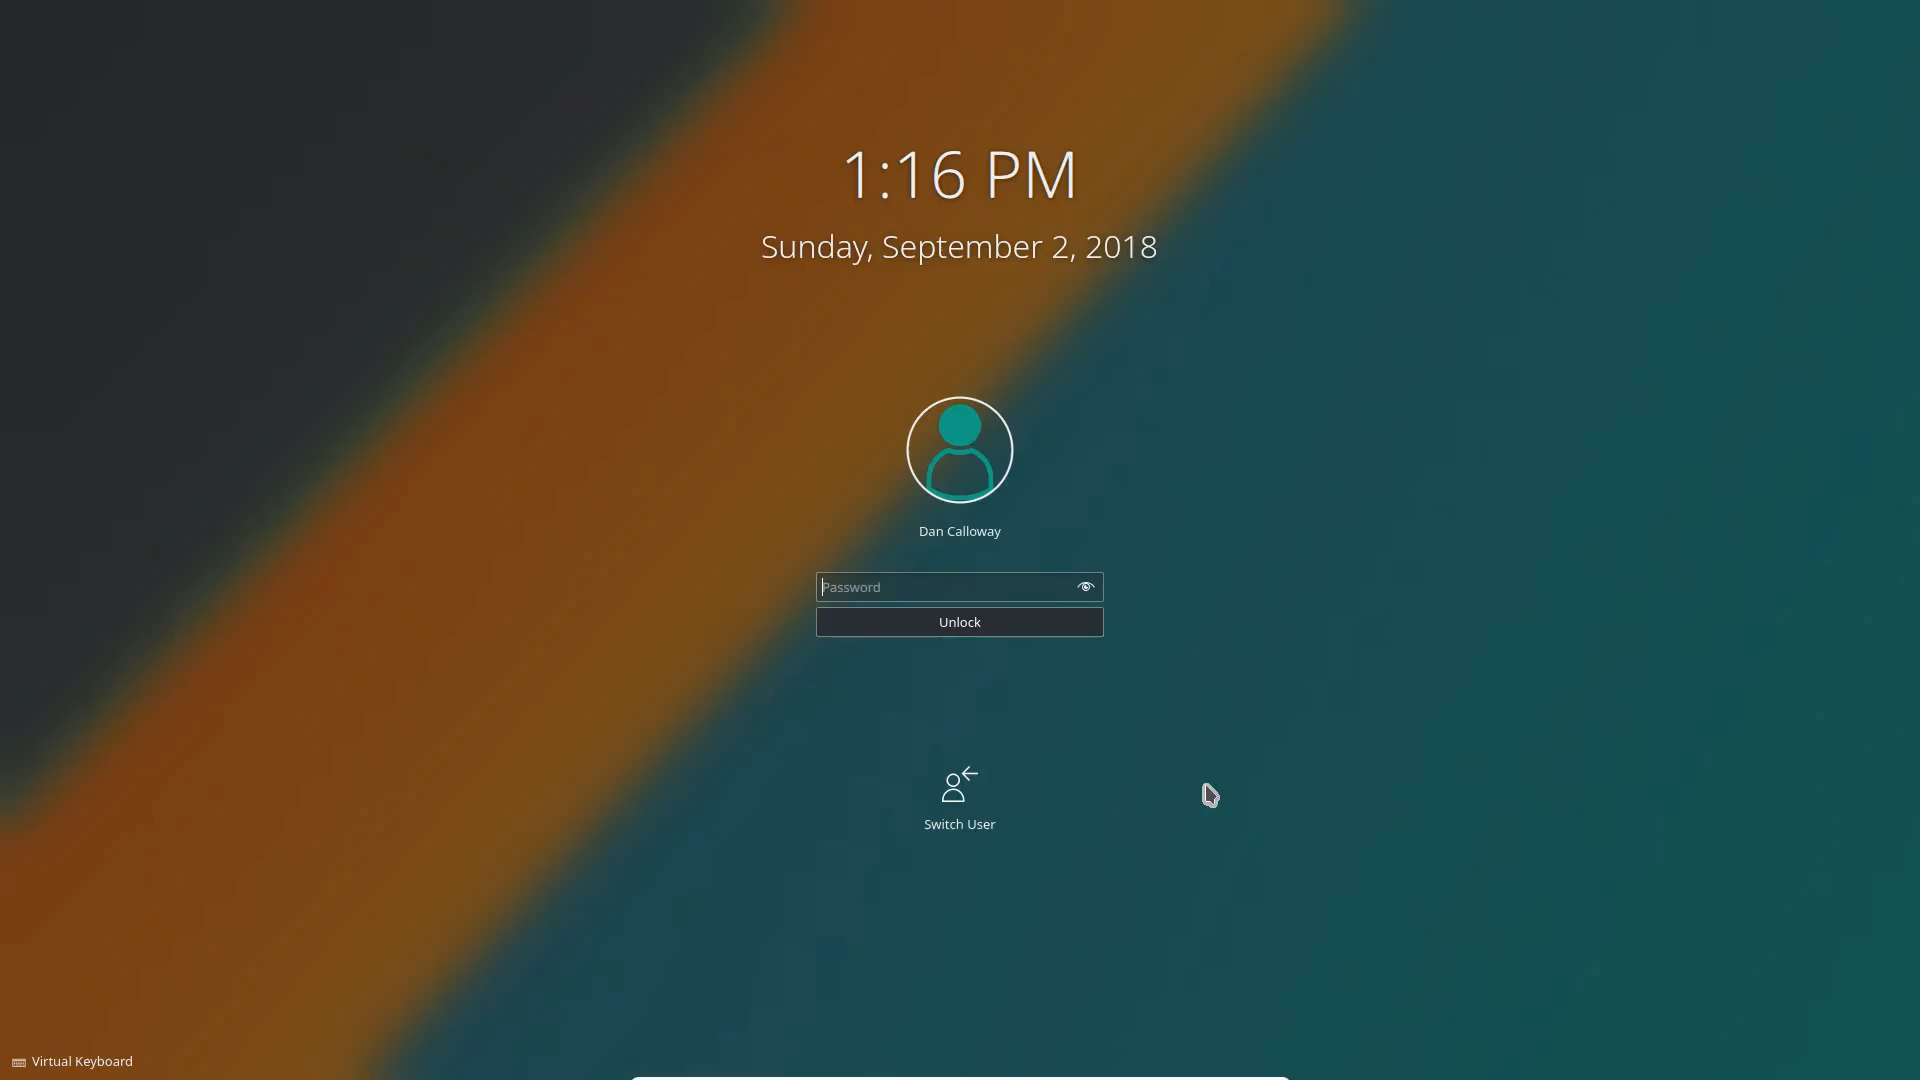 1:16 PM
Sunday, September 2, 2018
Dan Calloway
Password
Unlock
Switch User
Virtual Keyboard